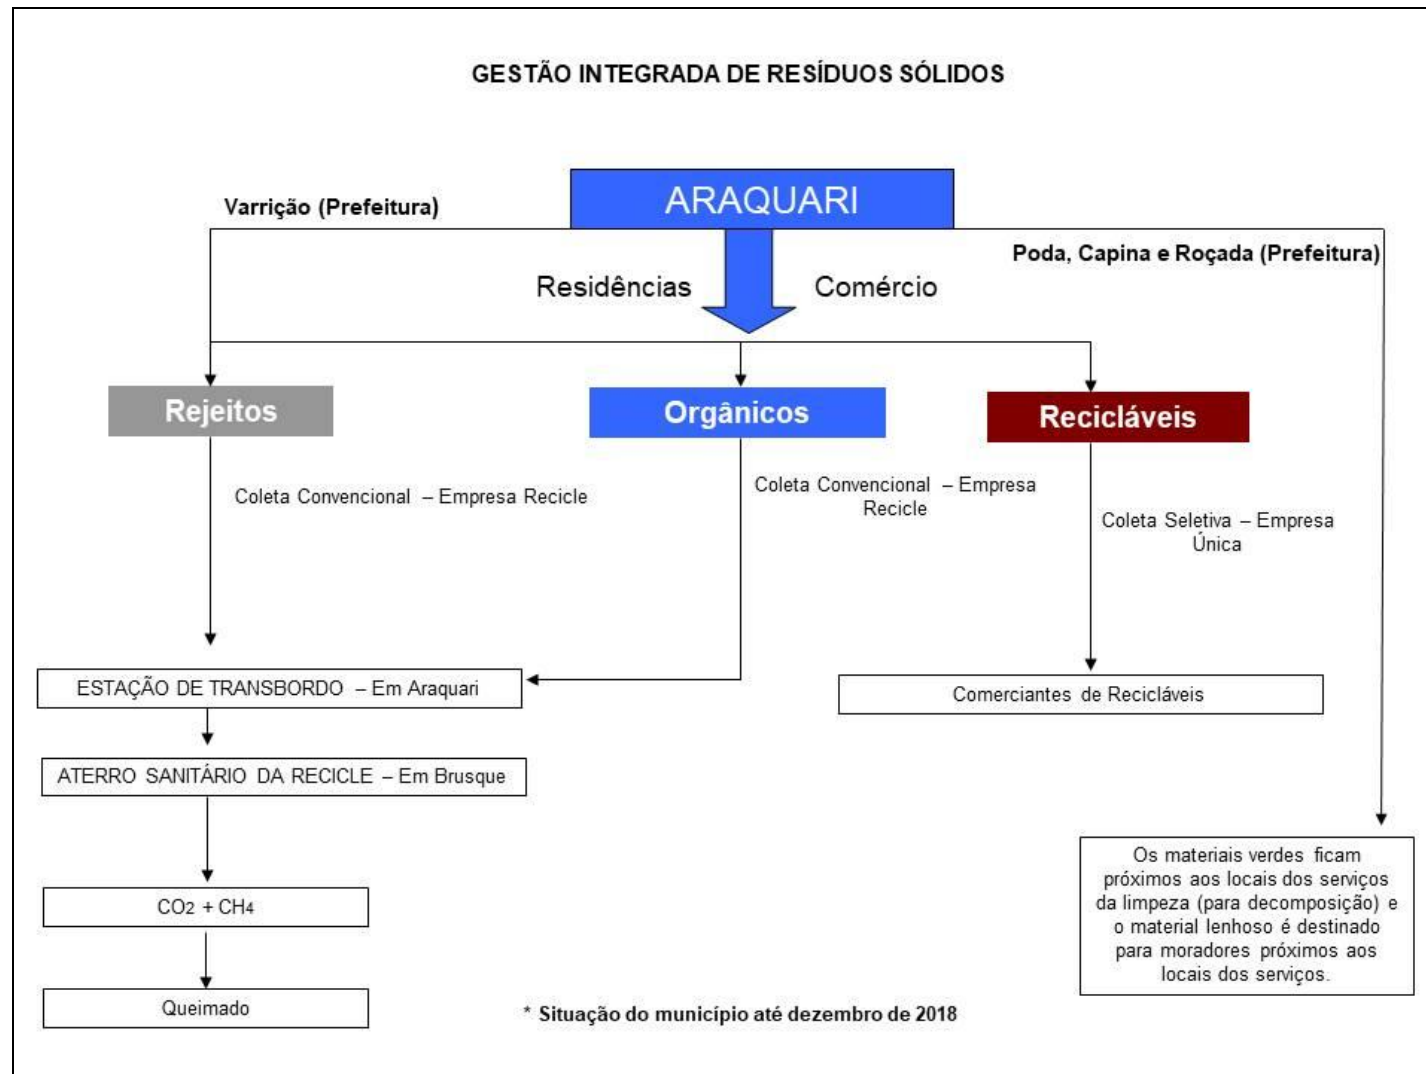 GESTÃO INTEGRADA DE RESÍDUOS SÓLIDOS
ARAQUARI
Varrição (Prefeitura)
Poda, Capina e Roçada (Prefeitura)
Residências
Comércio
Rejeitos
Orgânicos
Recicláveis
Coleta Convencional – Empresa Recicle
Coleta Convencional – Empresa
Recicle
Coleta Seletiva – Empresa
Única
ESTAÇÃO DE TRANSBORDO – Em Araquari
Comerciantes de Recicláveis
ATERRO SANITÁRIO DA RECICLE – Em Brusque
Os materiais verdes ficam
próximos aos locais dos serviços
da limpeza (para decomposição) e
o material lenhoso é destinado
para moradores próximos aos
locais dos serviços.
CO2 + CH4
Queimado
* Situação do município até dezembro de 2018